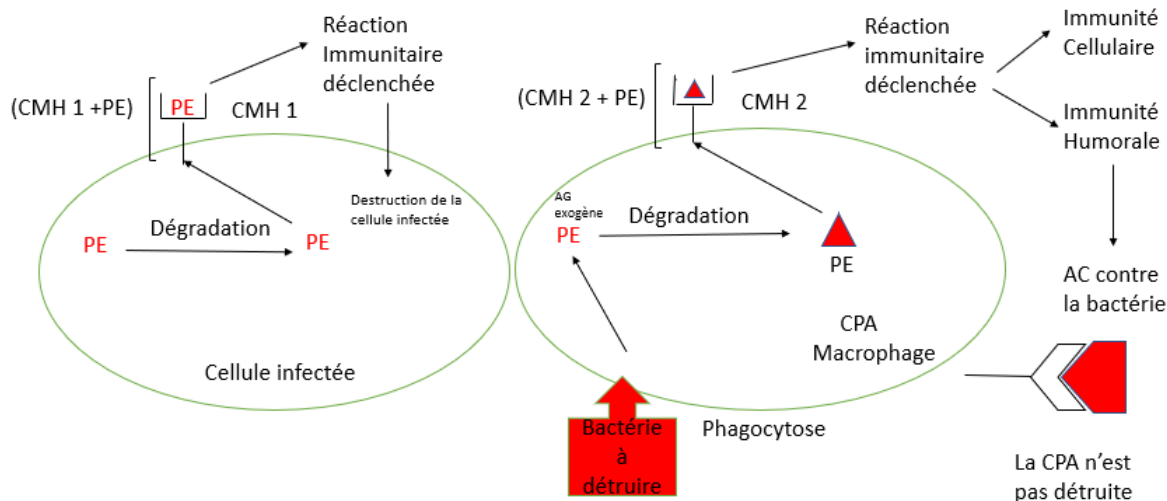 Réaction
Immunitaire
déclenchée
(CMH 1 +PE)
PE
CMH 1
Destruction de la
cellule infectée
Dégradation
PE
PE
Cellule infectée
Réaction
immunitaire
déclenchée
Immunité
Cellulaire
Immunité
Humorale
(CMH 2 + PE)
CMH 2
AG
exogène
PE
Dégradation
PE
CPA
Macrophage
AC contre
la bactérie
Bactérie
à
détruire
Phagocytose
La CPA n’est
pas détruite